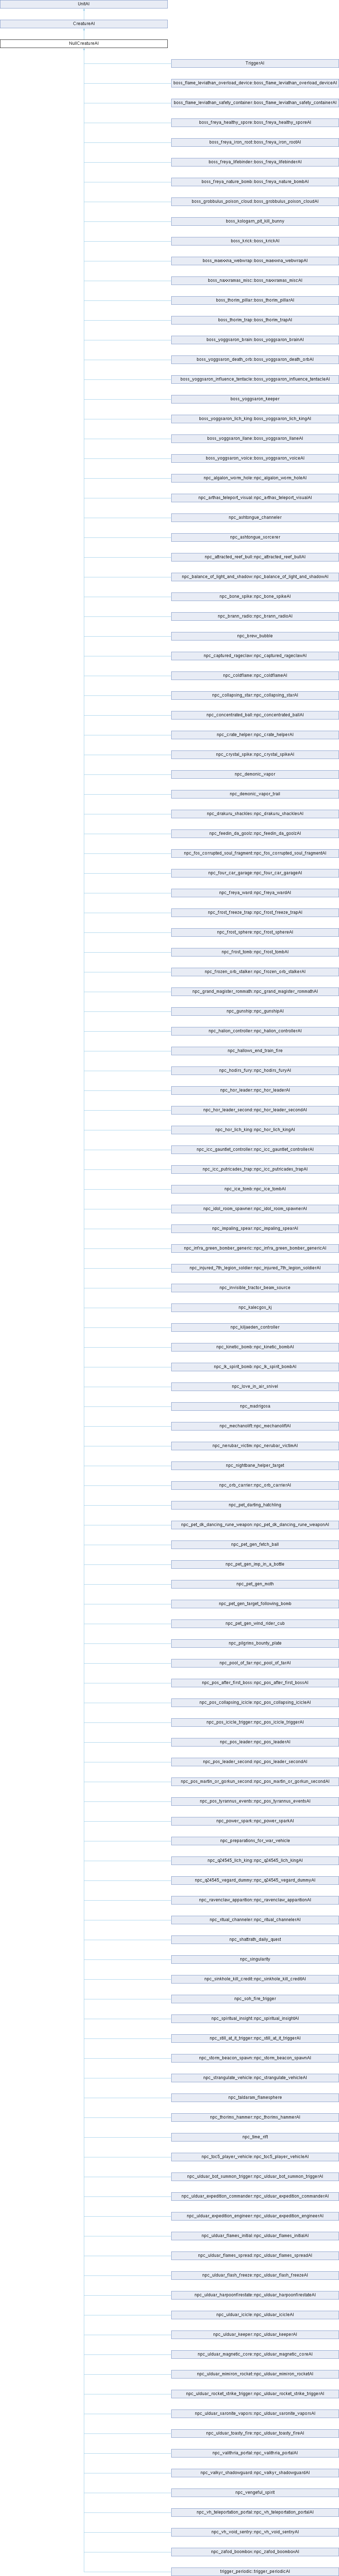 UnitAI
CreatureAI
NullCreatureAI
TriggerAI
boss_flame_leviathan_overload_device::boss_flame_leviathan_overload_deviceAI
boss_flame_leviathan_safety_container::boss_flame_leviathan_safety_containerAI
boss_freya_healthy_spore::boss_freya_healthy_sporeAI
boss_freya_iron_root::boss_freya_iron_rootAI
boss_freya_lifebinder::boss_freya_lifebinderAI
boss_freya_nature_bomb::boss_freya_nature_bombAI
boss_grobbulus_poison_cloud::boss_grobbulus_poison_cloudAI
boss_kologarn_pit_kill_bunny
boss_krick::boss_krickAI
boss_maexxna_webwrap::boss_maexxna_webwrapAI
boss_naxxramas_misc::boss_naxxramas_miscAI
boss_thorim_pillar::boss_thorim_pillarAI
boss_thorim_trap::boss_thorim_trapAI
boss_yoggsaron_brain::boss_yoggsaron_brainAI
boss_yoggsaron_death_orb::boss_yoggsaron_death_orbAI
boss_yoggsaron_influence_tentacle::boss_yoggsaron_influence_tentacleAI
boss_yoggsaron_keeper
boss_yoggsaron_lich_king::boss_yoggsaron_lich_kingAI
boss_yoggsaron_llane::boss_yoggsaron_llaneAI
boss_yoggsaron_voice::boss_yoggsaron_voiceAI
npc_algalon_worm_hole::npc_algalon_worm_holeAI
npc_arthas_teleport_visual::npc_arthas_teleport_visualAI
npc_ashtongue_channeler
npc_ashtongue_sorcerer
npc_attracted_reef_bull::npc_attracted_reef_bullAI
npc_balance_of_light_and_shadow::npc_balance_of_light_and_shadowAI
npc_bone_spike::npc_bone_spikeAI
npc_brann_radio::npc_brann_radioAI
npc_brew_bubble
npc_captured_rageclaw::npc_captured_rageclawAI
npc_coldflame::npc_coldflameAI
npc_collapsing_star::npc_collapsing_starAI
npc_concentrated_ball::npc_concentrated_ballAI
npc_crate_helper::npc_crate_helperAI
npc_crystal_spike::npc_crystal_spikeAI
npc_demonic_vapor
npc_demonic_vapor_trail
npc_drakuru_shackles::npc_drakuru_shacklesAI
npc_feedin_da_goolz::npc_feedin_da_goolzAI
npc_fos_corrupted_soul_fragment::npc_fos_corrupted_soul_fragmentAI
npc_four_car_garage::npc_four_car_garageAI
npc_freya_ward::npc_freya_wardAI
npc_frost_freeze_trap::npc_frost_freeze_trapAI
npc_frost_sphere::npc_frost_sphereAI
npc_frost_tomb::npc_frost_tombAI
npc_frozen_orb_stalker::npc_frozen_orb_stalkerAI
npc_grand_magister_rommath::npc_grand_magister_rommathAI
npc_gunship::npc_gunshipAI
npc_halion_controller::npc_halion_controllerAI
npc_hallows_end_train_fire
npc_hodirs_fury::npc_hodirs_furyAI
npc_hor_leader::npc_hor_leaderAI
npc_hor_leader_second::npc_hor_leader_secondAI
npc_hor_lich_king::npc_hor_lich_kingAI
npc_icc_gauntlet_controller::npc_icc_gauntlet_controllerAI
npc_icc_putricades_trap::npc_icc_putricades_trapAI
npc_ice_tomb::npc_ice_tombAI
npc_idol_room_spawner::npc_idol_room_spawnerAI
npc_impaling_spear::npc_impaling_spearAI
npc_infra_green_bomber_generic::npc_infra_green_bomber_genericAI
npc_injured_7th_legion_soldier::npc_injured_7th_legion_soldierAI
npc_invisible_tractor_beam_source
npc_kalecgos_kj
npc_kiljaeden_controller
npc_kinetic_bomb::npc_kinetic_bombAI
npc_lk_spirit_bomb::npc_lk_spirit_bombAI
npc_love_in_air_snivel
npc_madrigosa
npc_mechanolift::npc_mechanoliftAI
npc_nerubar_victim::npc_nerubar_victimAI
npc_nightbane_helper_target
npc_orb_carrier::npc_orb_carrierAI
npc_pet_darting_hatchling
npc_pet_dk_dancing_rune_weapon::npc_pet_dk_dancing_rune_weaponAI
npc_pet_gen_fetch_ball
npc_pet_gen_imp_in_a_bottle
npc_pet_gen_moth
npc_pet_gen_target_following_bomb
npc_pet_gen_wind_rider_cub
npc_pilgrims_bounty_plate
npc_pool_of_tar::npc_pool_of_tarAI
npc_pos_after_first_boss::npc_pos_after_first_bossAI
npc_pos_collapsing_icicle::npc_pos_collapsing_icicleAI
npc_pos_icicle_trigger::npc_pos_icicle_triggerAI
npc_pos_leader::npc_pos_leaderAI
npc_pos_leader_second::npc_pos_leader_secondAI
npc_pos_martin_or_gorkun_second::npc_pos_martin_or_gorkun_secondAI
npc_pos_tyrannus_events::npc_pos_tyrannus_eventsAI
npc_power_spark::npc_power_sparkAI
npc_preparations_for_war_vehicle
npc_q24545_lich_king::npc_q24545_lich_kingAI
npc_q24545_vegard_dummy::npc_q24545_vegard_dummyAI
npc_ravenclaw_apparition::npc_ravenclaw_apparitionAI
npc_ritual_channeler::npc_ritual_channelerAI
npc_shattrath_daily_quest
npc_singularity
npc_sinkhole_kill_credit::npc_sinkhole_kill_creditAI
npc_soh_fire_trigger
npc_spiritual_insight::npc_spiritual_insightAI
npc_still_at_it_trigger::npc_still_at_it_triggerAI
npc_storm_beacon_spawn::npc_storm_beacon_spawnAI
npc_strangulate_vehicle::npc_strangulate_vehicleAI
npc_taldaram_flamesphere
npc_thorims_hammer::npc_thorims_hammerAI
npc_time_rift
npc_toc5_player_vehicle::npc_toc5_player_vehicleAI
npc_ulduar_bot_summon_trigger::npc_ulduar_bot_summon_triggerAI
npc_ulduar_expedition_commander::npc_ulduar_expedition_commanderAI
npc_ulduar_expedition_engineer::npc_ulduar_expedition_engineerAI
npc_ulduar_flames_initial::npc_ulduar_flames_initialAI
npc_ulduar_flames_spread::npc_ulduar_flames_spreadAI
npc_ulduar_flash_freeze::npc_ulduar_flash_freezeAI
npc_ulduar_harpoonfirestate::npc_ulduar_harpoonfirestateAI
npc_ulduar_icicle::npc_ulduar_icicleAI
npc_ulduar_keeper::npc_ulduar_keeperAI
npc_ulduar_magnetic_core::npc_ulduar_magnetic_coreAI
npc_ulduar_mimiron_rocket::npc_ulduar_mimiron_rocketAI
npc_ulduar_rocket_strike_trigger::npc_ulduar_rocket_strike_triggerAI
npc_ulduar_saronite_vapors::npc_ulduar_saronite_vaporsAI
npc_ulduar_toasty_fire::npc_ulduar_toasty_fireAI
npc_valithria_portal::npc_valithria_portalAI
npc_valkyr_shadowguard::npc_valkyr_shadowguardAI
npc_vengeful_spirit
npc_vh_teleportation_portal::npc_vh_teleportation_portalAI
npc_vh_void_sentry::npc_vh_void_sentryAI
npc_zafod_boombox::npc_zafod_boomboxAI
trigger_periodic::trigger_periodicAI